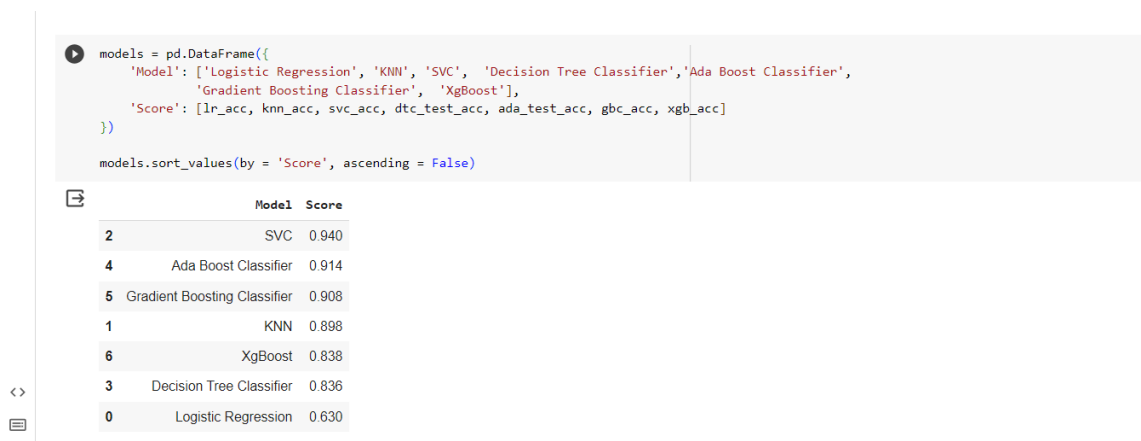 models = pd.DataFrame({
'Model': ['Logistic Regression', 'KNN', 'SVC',  'Decision Tree Classifier','Ada Boost Classifier',
'Gradient Boosting Classifier',  'XgBoost'],
'Score': [lr_acc, knn_acc, svc_acc, dtc_test_acc, ada_test_acc, gbc_acc, xgb_acc]
})
models.sort_values(by = 'Score', ascending = False)
Model Score
2 SVC 0.940
4 Ada Boost Classifier 0.914
5 Gradient Boosting Classifier 0.908
1 KNN 0.898
6 XgBoost 0.838
3 Decision Tree Classifier 0.836
0 Logistic Regression 0.630